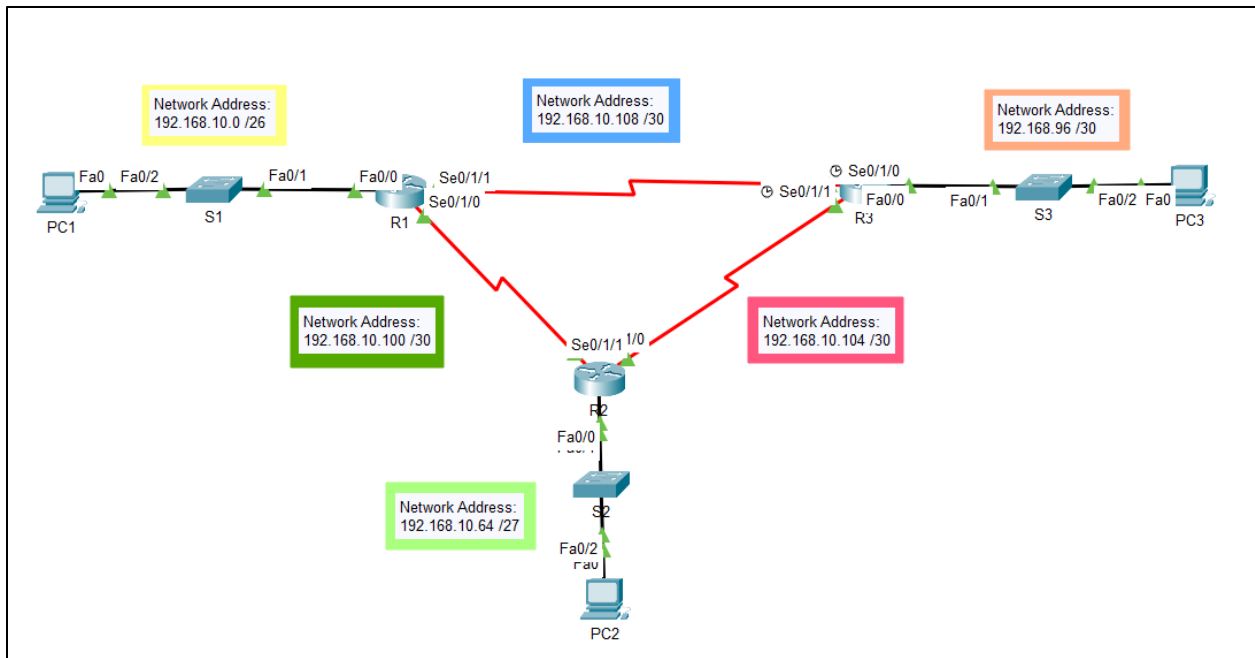 Network Address:
192.168.10.0 /26
Network Address:
192.168.10.108 /30
Network Address:
192.168.96 /30
Fa0
Fa0/2
Fa0/1
Fa0/0
Se0/1/1
Se0/1/0
PC1
S1
R1
Se0/1/0
Se0/1/1
Fa0/0
R3
Fa0/1
S3
Fa0/2
Fa0
PC3
Network Address:
192.168.10.100 /30
Network Address:
192.168.10.104 /30
Se0/1/1
1/0
R2
Fa0/0
Network Address:
192.168.10.64 /27
S2
Fa0/2
Fa0
PC2